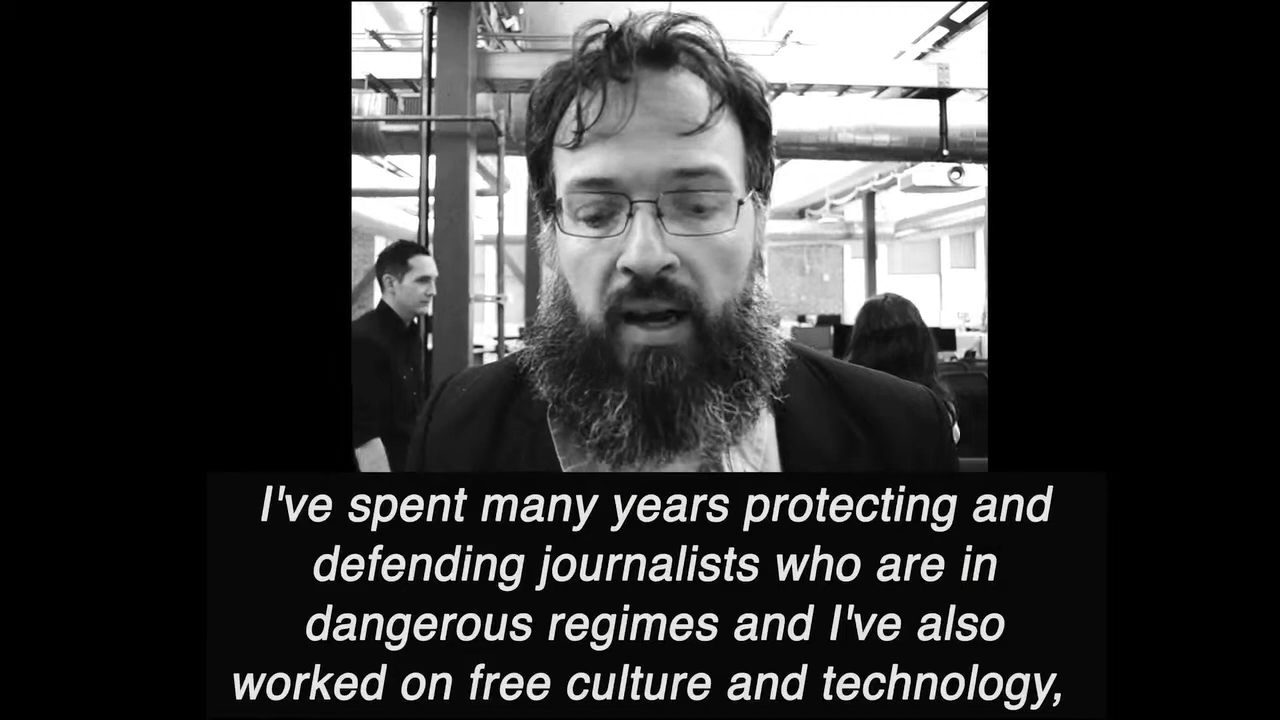 I've spent many years protecting and
defending journalists who are in
dangerous regimes and I've also
worked on free culture and technology,